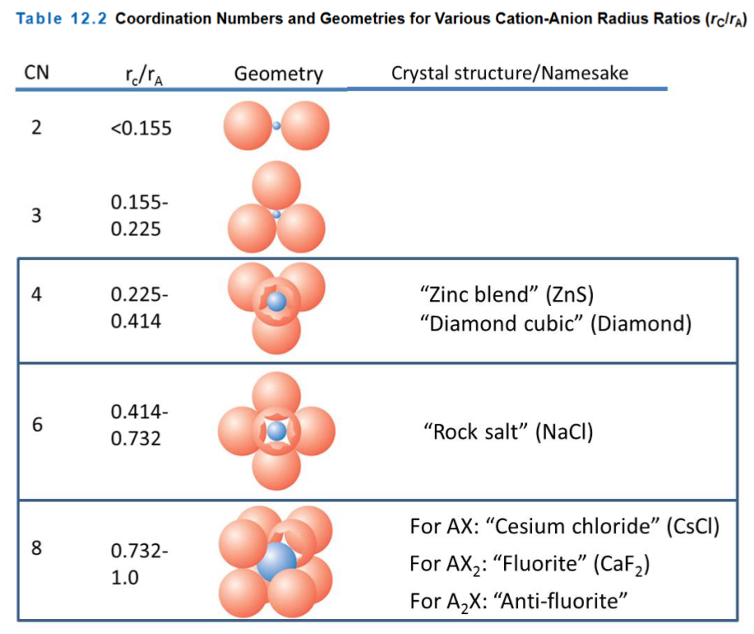 Table 12.2 Coordination Numbers and Geometries for Various Cation-Anion Radius Ratios (rC/rA)
CN rc/rA Geometry Crystal structure/Namesake
2 <0.155
3 0.155-
0.225
4 0.225-
0.414
“Zinc blend” (ZnS)
“Diamond cubic” (Diamond)
6 0.414-
0.732
“Rock salt” (NaCl)
8 0.732-
1.0
For AX: “Cesium chloride” (CsCl)
For AX2: “Fluorite” (CaF2)
For A2X: “Anti-fluorite”